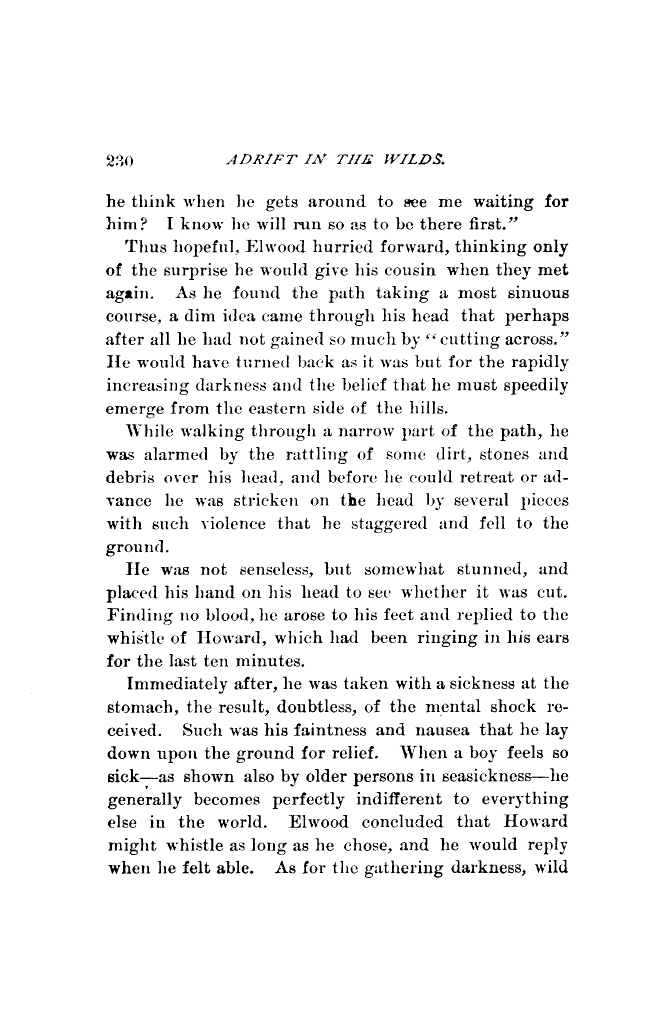 230 ADRIFT IN THE WILDS.
he think when he gets around to see me waiting for
him? I know he will run so as to be there first.”
Thus hopeful, Elwood hurried forward, thinking only
of the surprise he would give his cousin when they met
again. As he found the path taking a most sinuous
course, a dim idea came through his head that perhaps
after all he had not gained so much by “cutting across.”
He would have turned back as it was but for the rapidly
increasing darkness and the belief that he must speedily
emerge from the eastern side of the hills.
While walking through a narrow part of the path, he
was alarmed by the rattling of some dirt, stones and
debris over his head, and before he could retreat or ad-
vance he was stricken on the head by several pieces
with such violence that he staggered and fell to the
ground.
He was not senseless, but somewhat stunned, and
placed his hand on his head to see whether it was cut.
Finding no blood, he arose to his feet and replied to the
whistle of Howard, which had been ringing in his ears
for the last ten minutes.
Immediately after, he was taken with a sickness at the
stomach, the result, doubtless, of the mental shock re-
ceived. Such was his faintness and nausea that he lay
down upon the ground for relief. When a boy feels so
sick—as shown also by older persons in seasickness—he
generally becomes perfectly indifferent to everything
else in the world. Elwood concluded that Howard
might whistle as long as he chose, and he would reply
when he felt able. As for the gathering darkness, wild